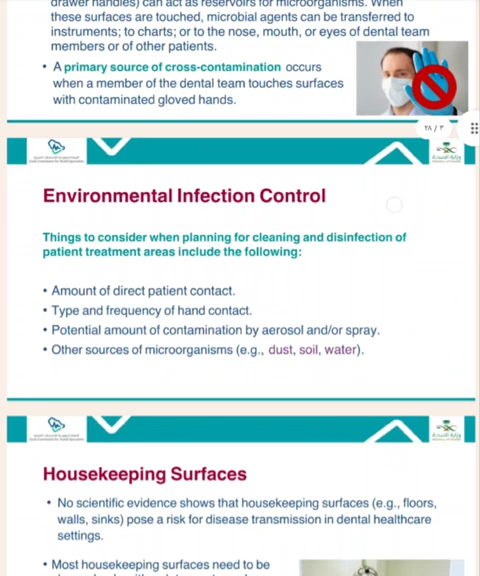 drawer handles) can act as reservoirs for microorganisms. When
these surfaces are touched, microbial agents can be transferred to
instruments; to charts; or to the nose, mouth, or eyes of dental team
members or of other patients.
• A primary source of cross-contamination occurs
when a member of the dental team touches surfaces
with contaminated gloved hands.
٢٨ / ٣
وزارة الصحة
Environmental Infection Control
Things to consider when planning for cleaning and disinfection of
patient treatment areas include the following:
• Amount of direct patient contact.
• Type and frequency of hand contact.
• Potential amount of contamination by aerosol and/or spray.
• Other sources of microorganisms (e.g., dust, soil, water).
وزارة الصحة
Housekeeping Surfaces
• No scientific evidence shows that housekeeping surfaces (e.g., floors,
walls, sinks) pose a risk for disease transmission in dental healthcare
settings.
• Most housekeeping surfaces need to be